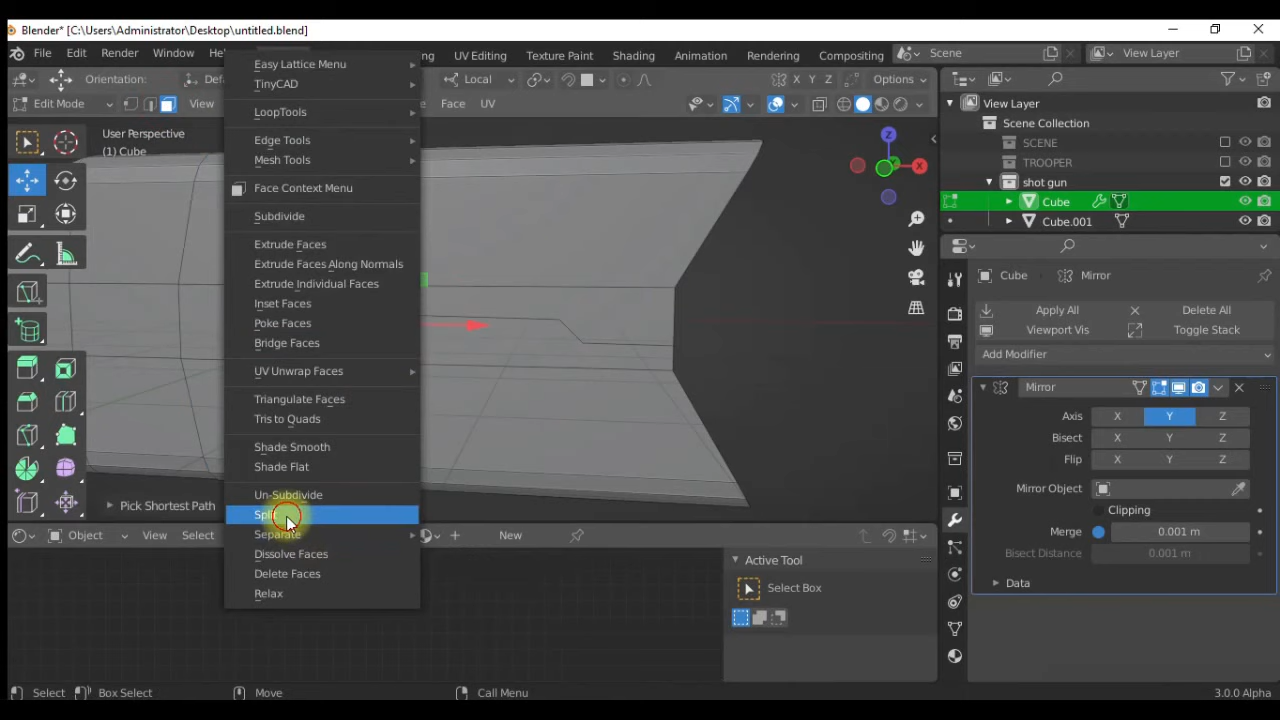 Blender* [C:\Users\Administrator\Desktop\untitled.blend]
File Edit Render Window Hel
UV Editing Texture Paint Shading Animation Rendering Compositing Scene View Layer
Orientation: Defa
Local
X Y Z Options
Edit Mode View Face UV
User Perspective
(1) Cube
Easy Lattice Menu
TinyCAD
LoopTools
Edge Tools
Mesh Tools
Face Context Menu
Subdivide
Extrude Faces
Extrude Faces Along Normals
Extrude Individual Faces
Inset Faces
Poke Faces
Bridge Faces
UV Unwrap Faces
Triangulate Faces
Tris to Quads
Shade Smooth
Shade Flat
Un-Subdivide
Split
Separate
Dissolve Faces
Delete Faces
Relax
Pick Shortest Path
Z
X
View Layer
Scene Collection
SCENE
TROOPER
shot gun
Cube
Cube.001
Cube Mirror
Apply All Delete All
Viewport Vis Toggle Stack
Add Modifier
Mirror
Axis X Y Z
Bisect X Y Z
Flip X Y Z
Mirror Object
Clipping
Merge 0.001 m
Bisect Distance 0.001 m
Data
Object View Select New
Active Tool
Select Box
Select Box Select Move Call Menu 3.0.0 Alpha